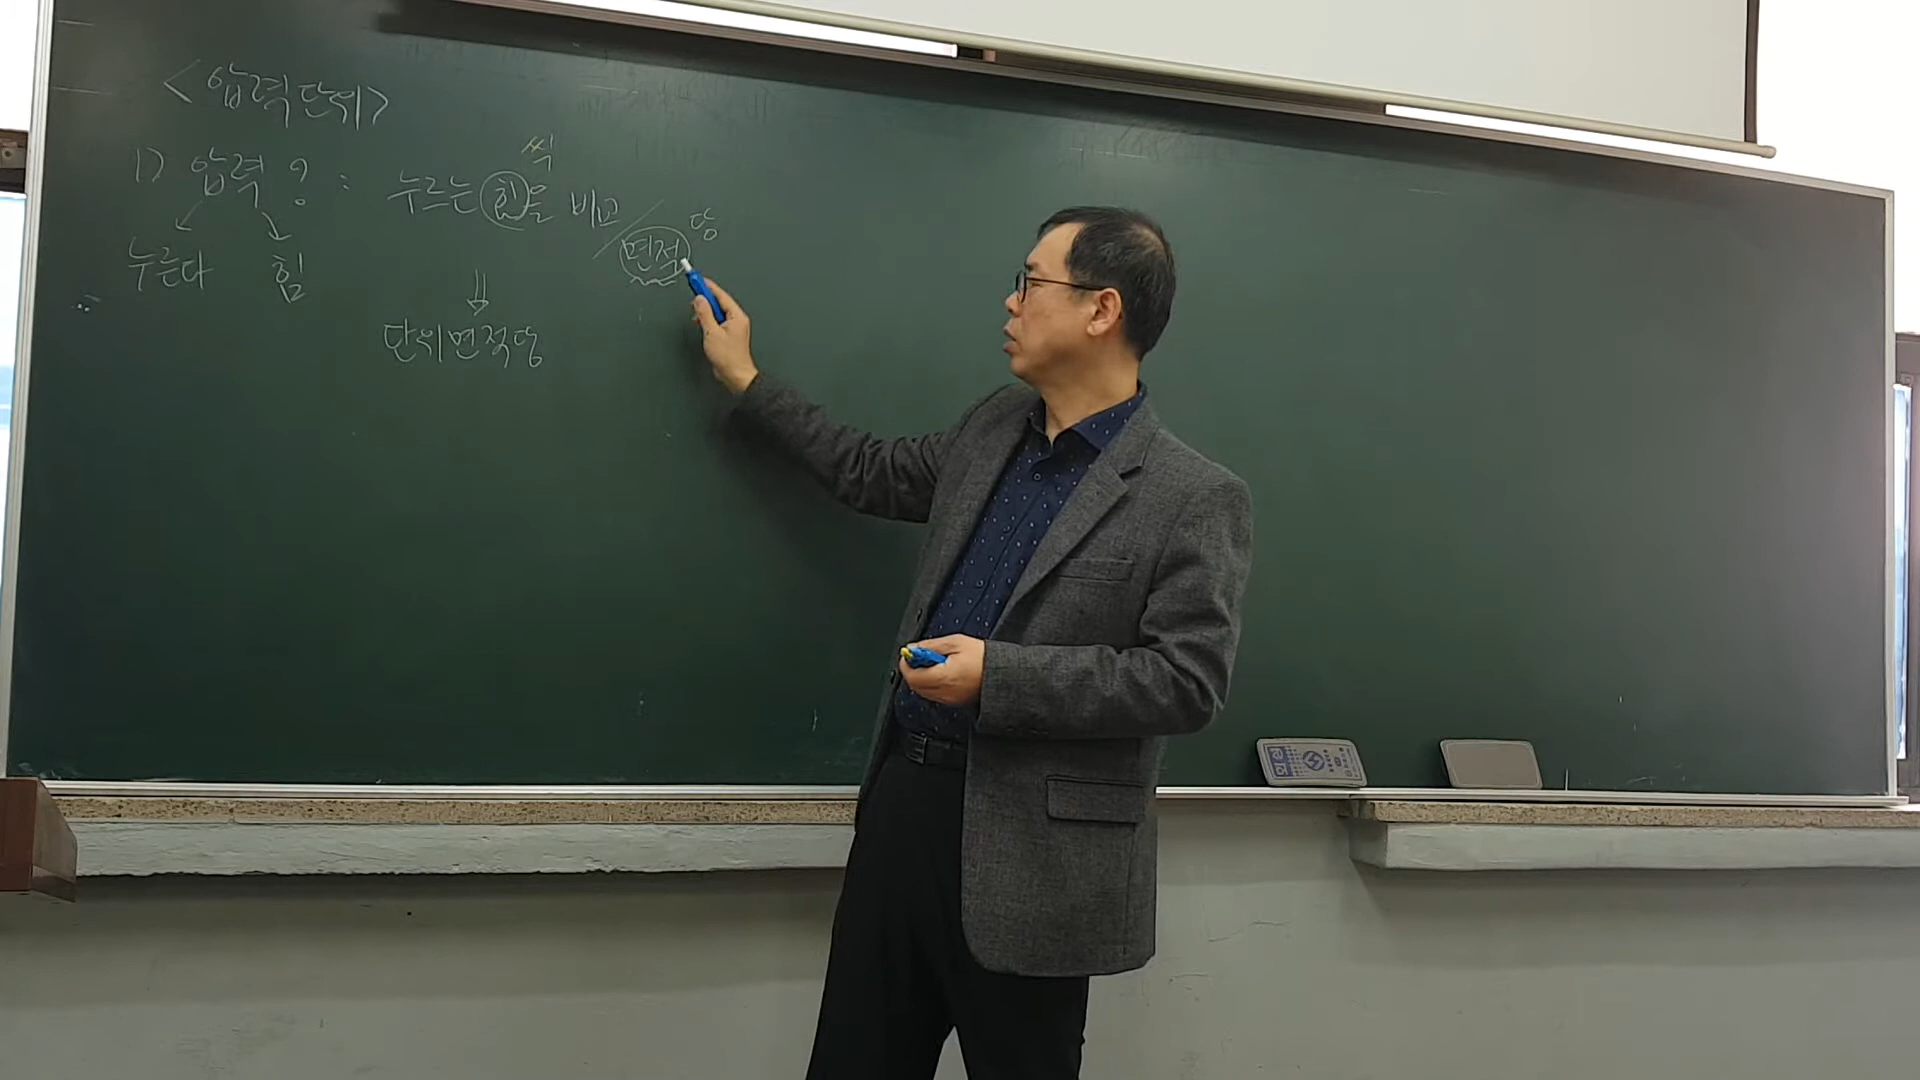 <압력단위>
1) 압력? : 누르는 힘을 비교 / 면적당
씩
누른다 힘
⇓
단위면적당